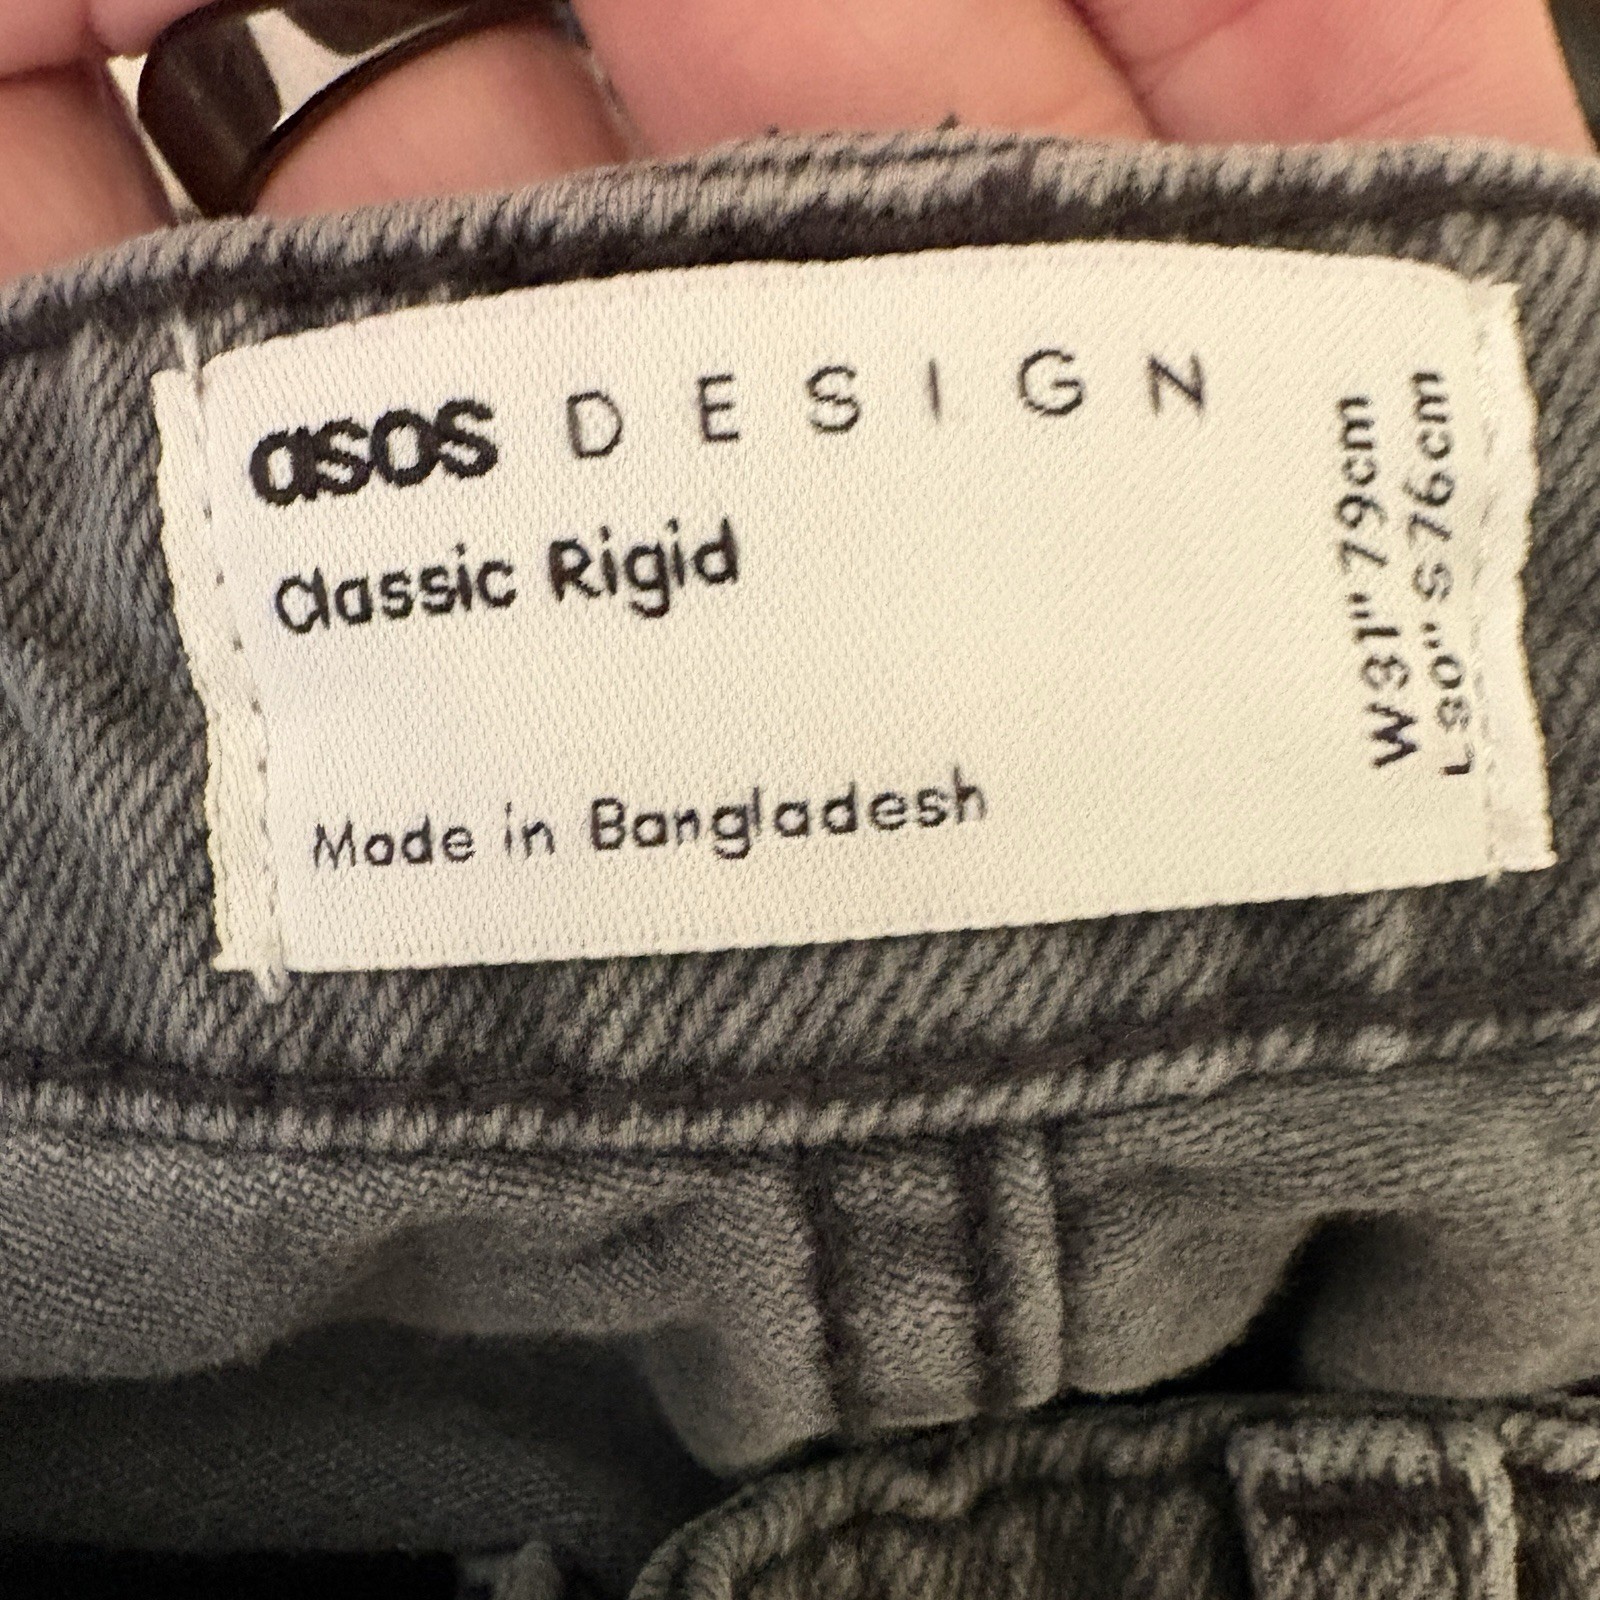 asos DESIGN
Classic Rigid
Made in Bangladesh
W31" 79cm
L30" S 76cm